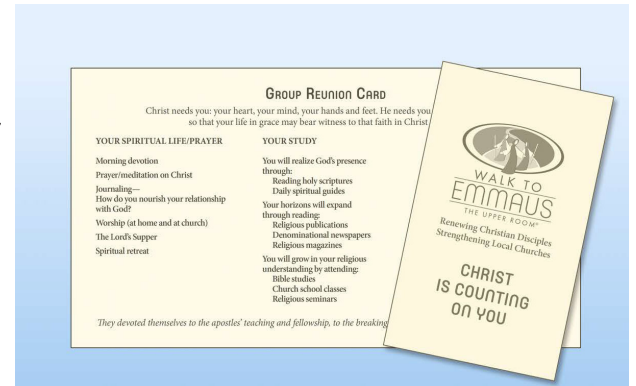 Group Reunion Card
Christ needs you: your heart, your mind, your hands and feet. He needs you
so that your life in grace may bear witness to that faith in Christ
YOUR SPIRITUAL LIFE/PRAYER
Morning devotion
Prayer/meditation on Christ
Journaling—
How do you nourish your relationship
with God?
Worship (at home and at church)
The Lord's Supper
Spiritual retreat
YOUR STUDY
You will realize God's presence
through:
Reading holy scriptures
Daily spiritual guides
Your horizons will expand
through reading:
Religious publications
Denominational newspapers
Religious magazines
You will grow in your religious
understanding by attending:
Bible studies
Church school classes
Religious seminars
They devoted themselves to the apostles' teaching and fellowship, to the breaking
WALK TO
EMMAUS
THE UPPER ROOM®
Renewing Christian Disciples
Strengthening Local Churches
CHRIST
IS COUNTING
ON YOU